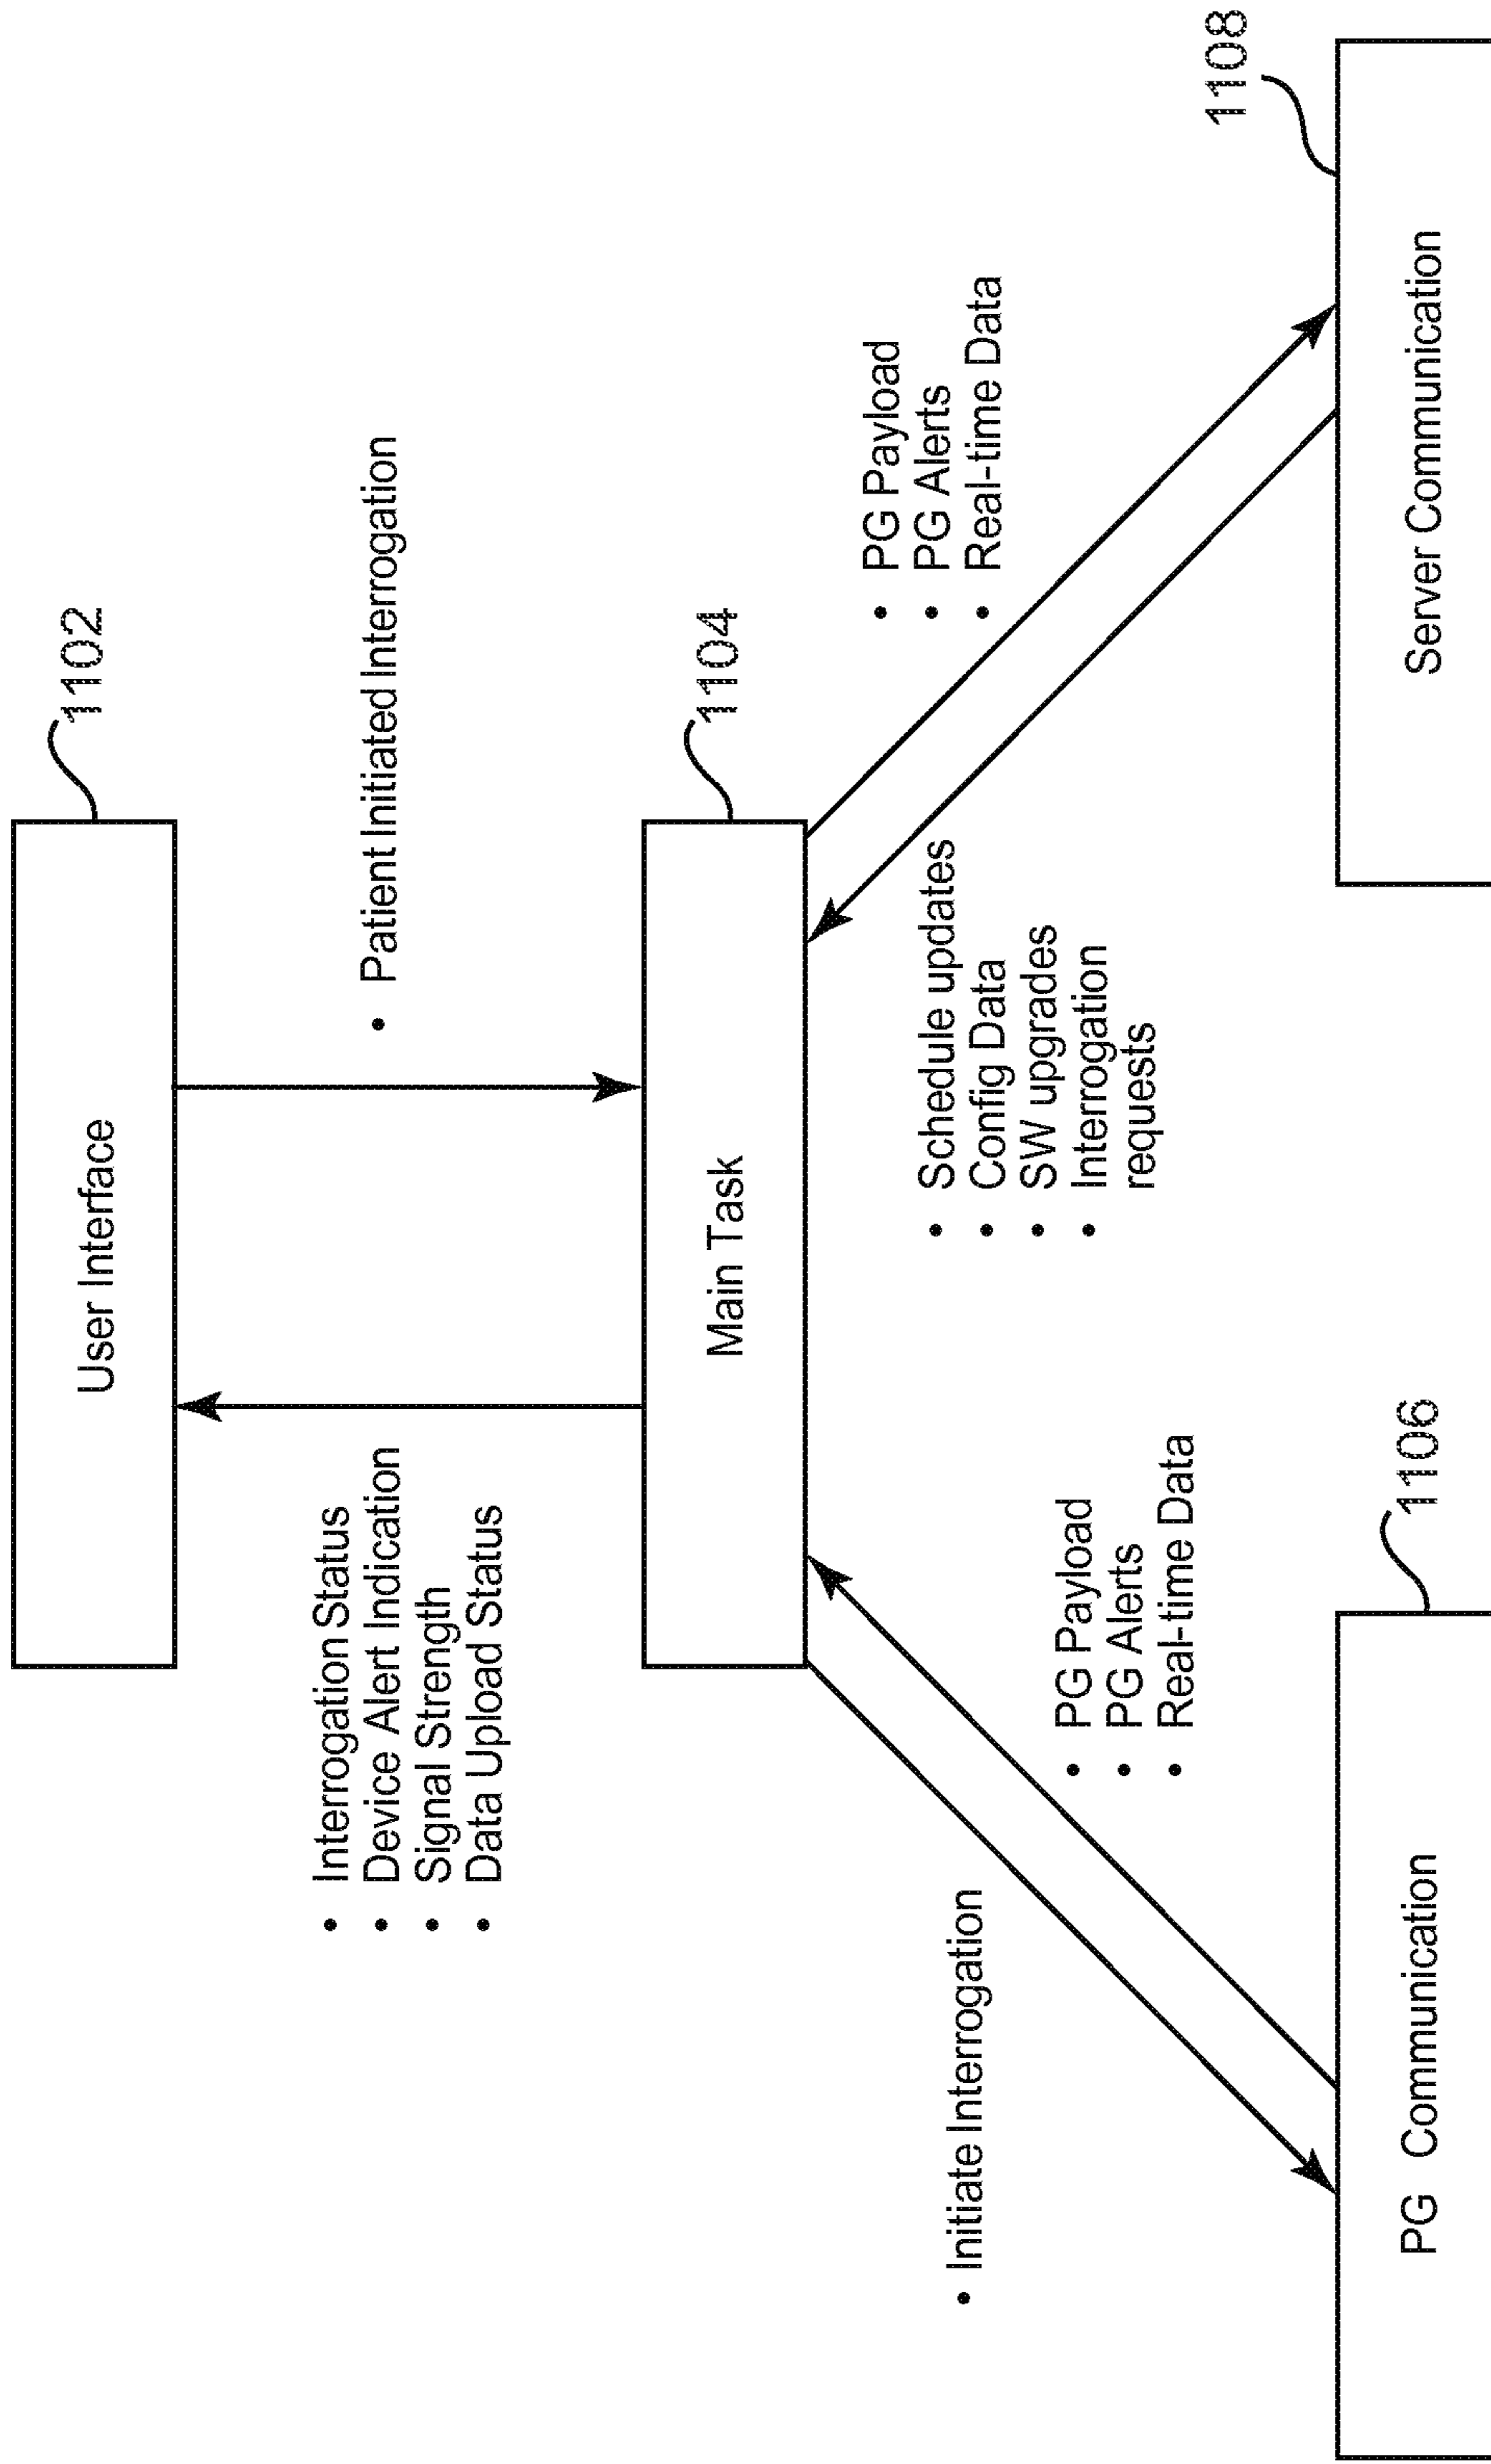 User Interface
1102
• Interrogation Status
• Device Alert Indication
• Signal Strength
• Data Upload Status
• Patient Initiated Interrogation
Main Task
1104
• Initiate Interrogation
• PG Payload
• PG Alerts
• Real-time Data
• Schedule updates
• Config Data
• SW upgrades
• Interrogation
requests
• PG Payload
• PG Alerts
• Real-time Data
PG Communication
1106
Server Communication
1108